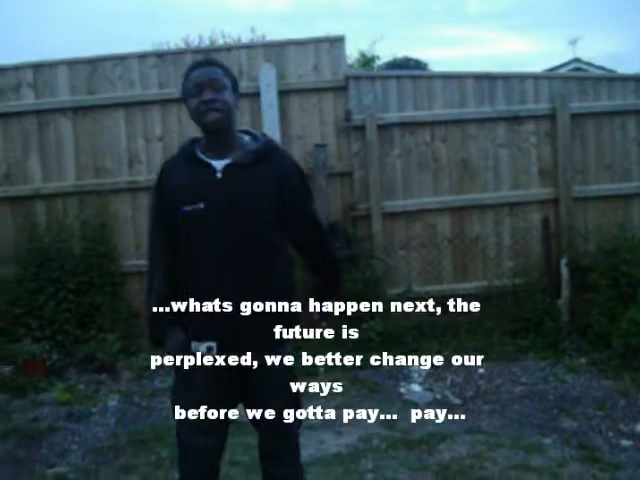 ...whats gonna happen next, the
future is
perplexed, we better change our
ways
before we gotta pay...  pay...